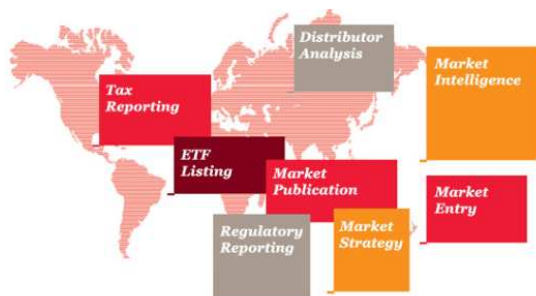 Distributor
Analysis
Market
Intelligence
Tax
Reporting
ETF
Listing
Market
Publication
Market
Entry
Regulatory
Reporting
Market
Strategy